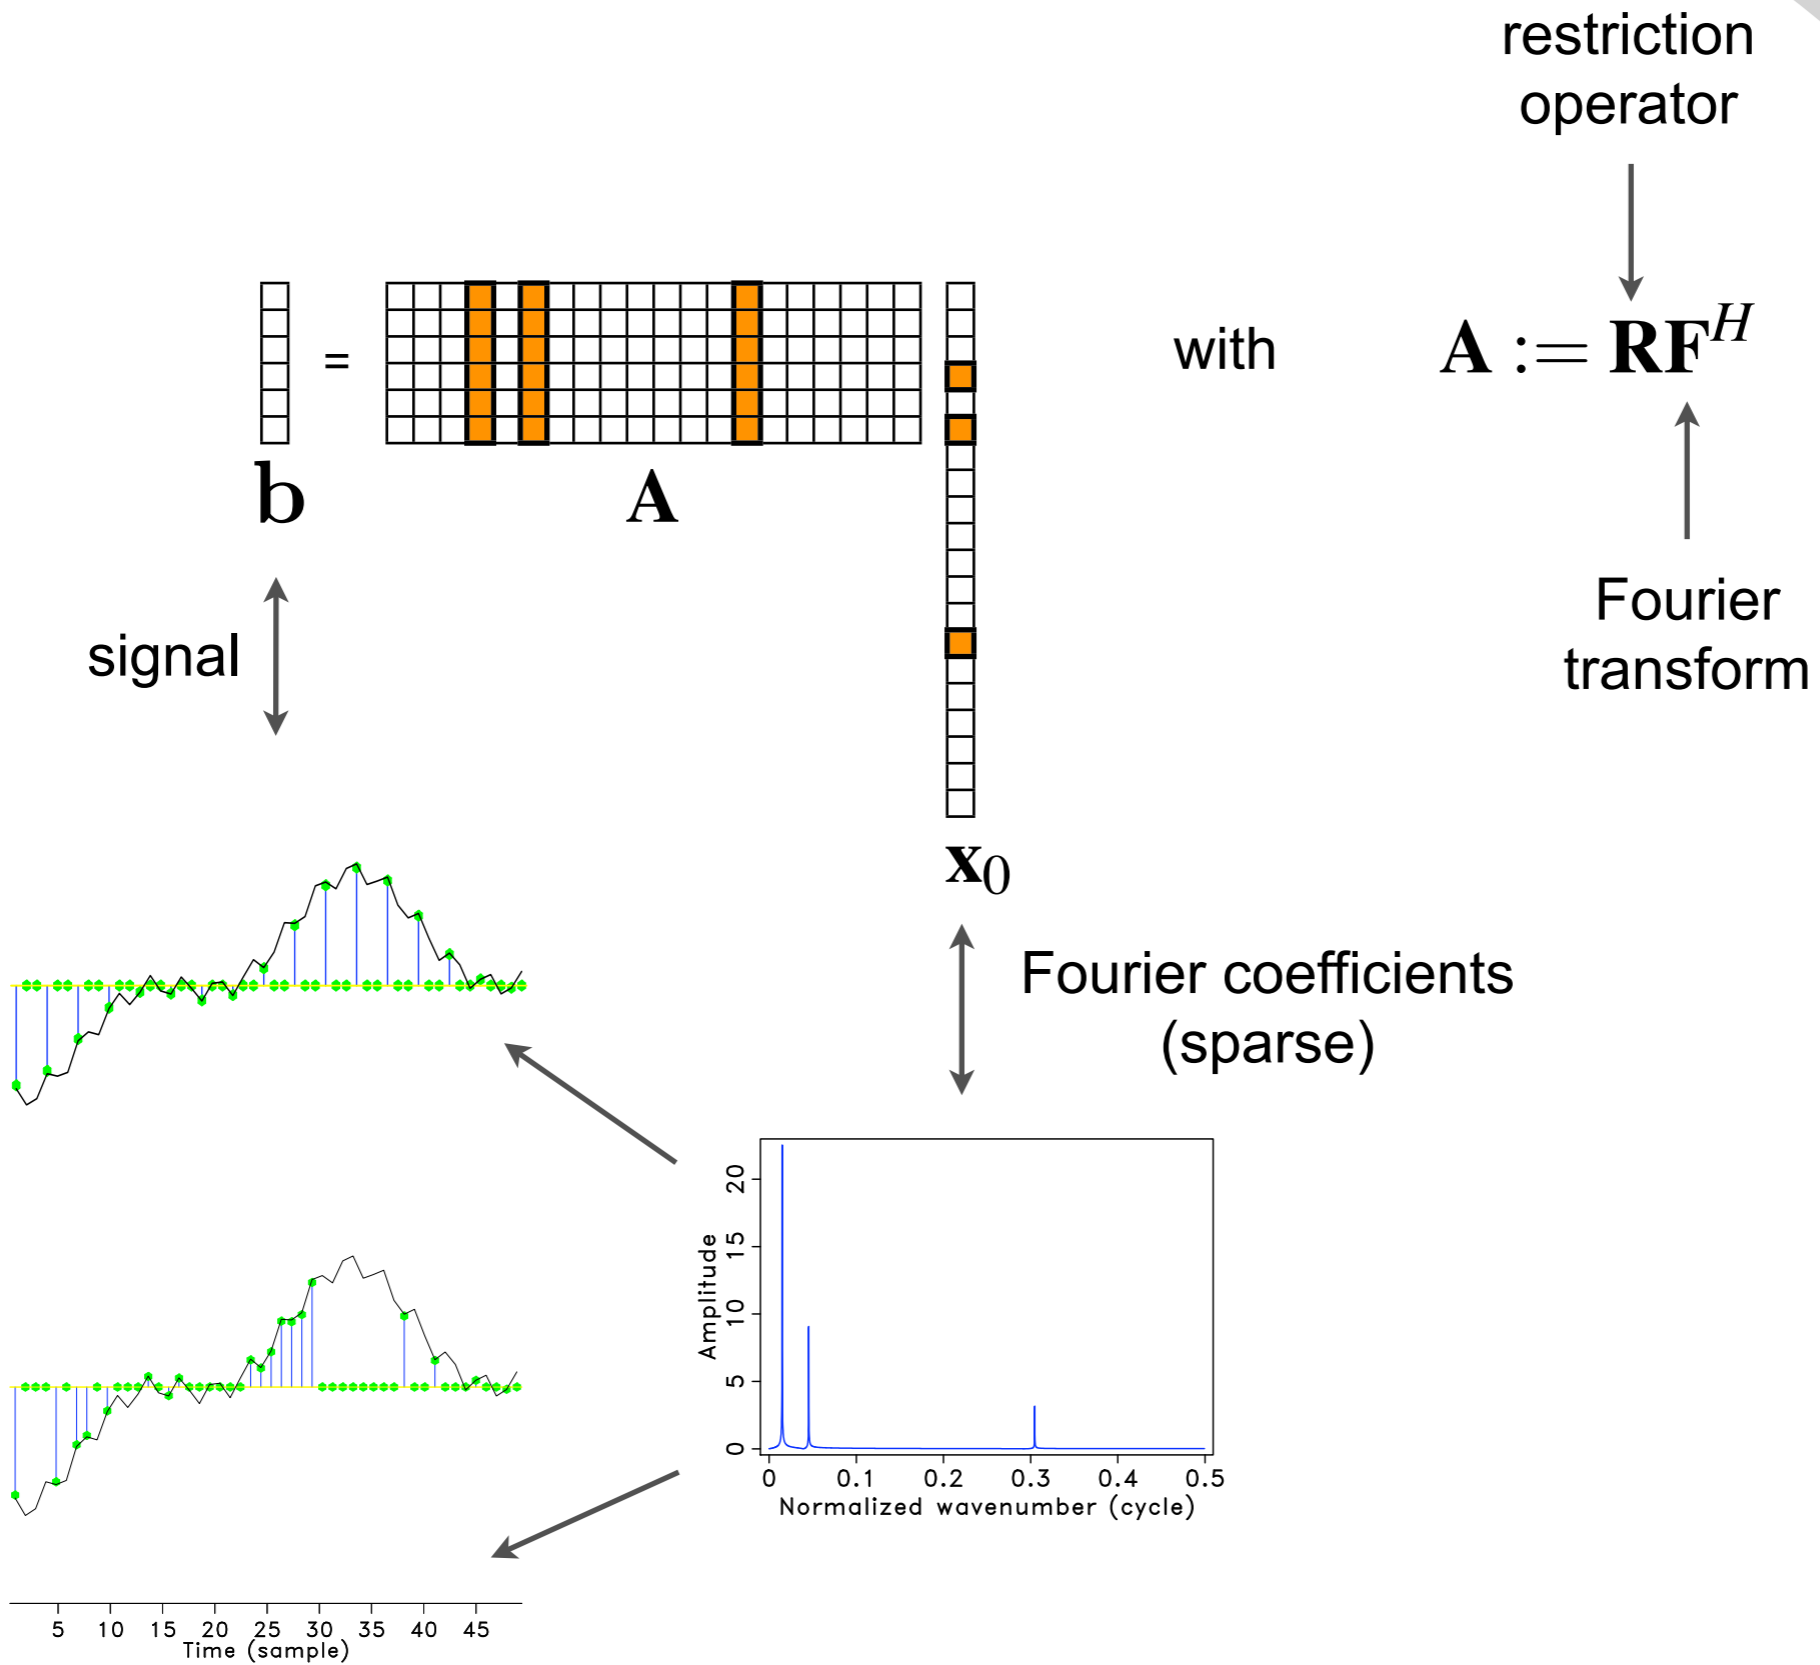 restriction
operator
=
with
A := RF^H
b
A
signal
Fourier
transform
x₀
Fourier coefficients
(sparse)
20
15
10
5
0
Amplitude
0 0.1 0.2 0.3 0.4 0.5
Normalized wavenumber (cycle)
5 10 15 20 25 30 35 40 45
Time (sample)